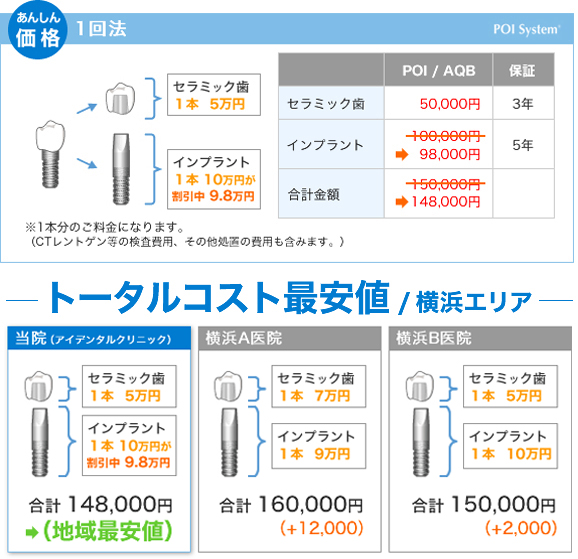 あんしん
価格
1回法
POI System®
セラミック歯
1本 5万円
インプラント
1本 10万円が
割引中 9.8万円
POI / AQB 保証
セラミック歯 50,000円 3年
インプラント 100,000円 5年
98,000円
合計金額 150,000円
148,000円
※1本分のご料金になります。
（CTレントゲン等の検査費用、その他処置の費用も含みます。）
トータルコスト最安値 / 横浜エリア
当院（アイデンタルクリニック）
セラミック歯
1本 5万円
インプラント
1本 10万円が
割引中 9.8万円
合計 148,000円
（地域最安値）
横浜A医院
セラミック歯
1本 7万円
インプラント
1本 9万円
合計 160,000円
（+12,000）
横浜B医院
セラミック歯
1本 5万円
インプラント
1本 10万円
合計 150,000円
（+2,000）